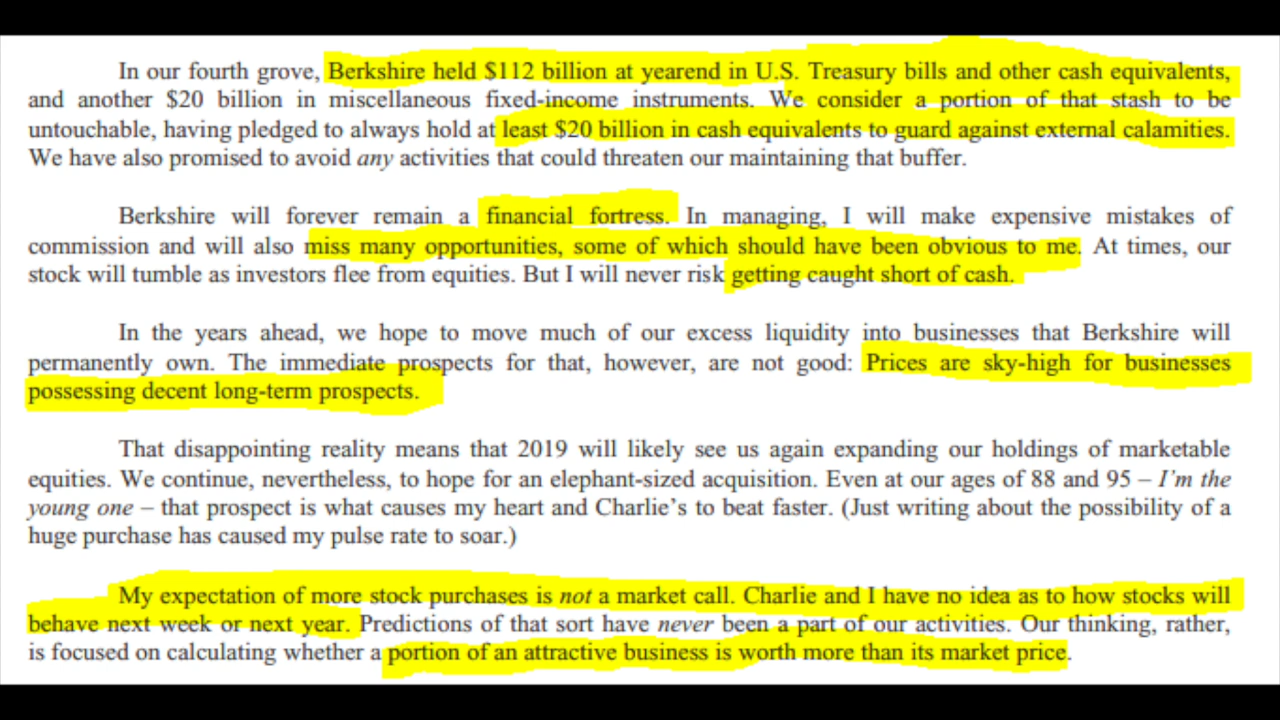 In our fourth grove, Berkshire held $112 billion at yearend in U.S. Treasury bills and other cash equivalents,
and another $20 billion in miscellaneous fixed-income instruments. We consider a portion of that stash to be
untouchable, having pledged to always hold at least $20 billion in cash equivalents to guard against external calamities.
We have also promised to avoid any activities that could threaten our maintaining that buffer.
Berkshire will forever remain a financial fortress. In managing, I will make expensive mistakes of
commission and will also miss many opportunities, some of which should have been obvious to me. At times, our
stock will tumble as investors flee from equities. But I will never risk getting caught short of cash.
In the years ahead, we hope to move much of our excess liquidity into businesses that Berkshire will
permanently own. The immediate prospects for that, however, are not good: Prices are sky-high for businesses
possessing decent long-term prospects.
That disappointing reality means that 2019 will likely see us again expanding our holdings of marketable
equities. We continue, nevertheless, to hope for an elephant-sized acquisition. Even at our ages of 88 and 95 – I'm the
young one – that prospect is what causes my heart and Charlie's to beat faster. (Just writing about the possibility of a
huge purchase has caused my pulse rate to soar.)
My expectation of more stock purchases is not a market call. Charlie and I have no idea as to how stocks will
behave next week or next year. Predictions of that sort have never been a part of our activities. Our thinking, rather,
is focused on calculating whether a portion of an attractive business is worth more than its market price.